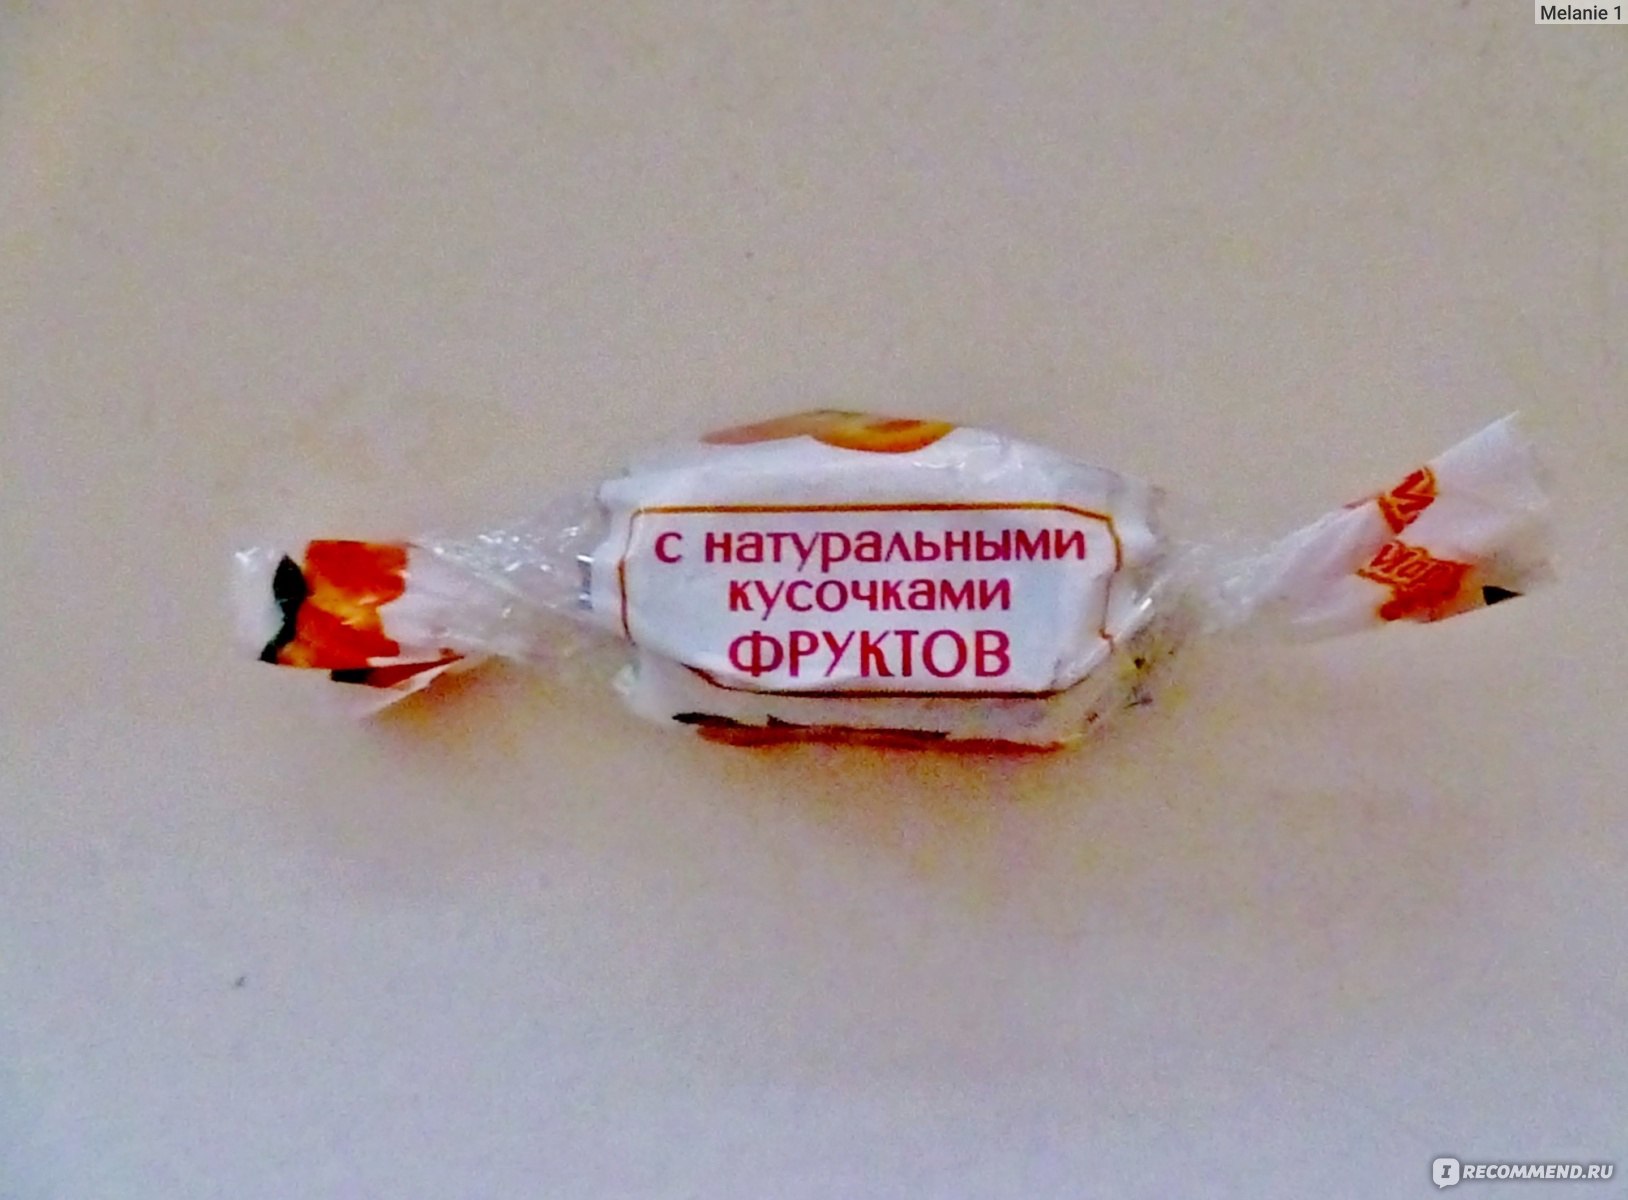 Melanie 1
с натуральными
кусочками
ФРУКТОВ
I RECOMMEND.RU